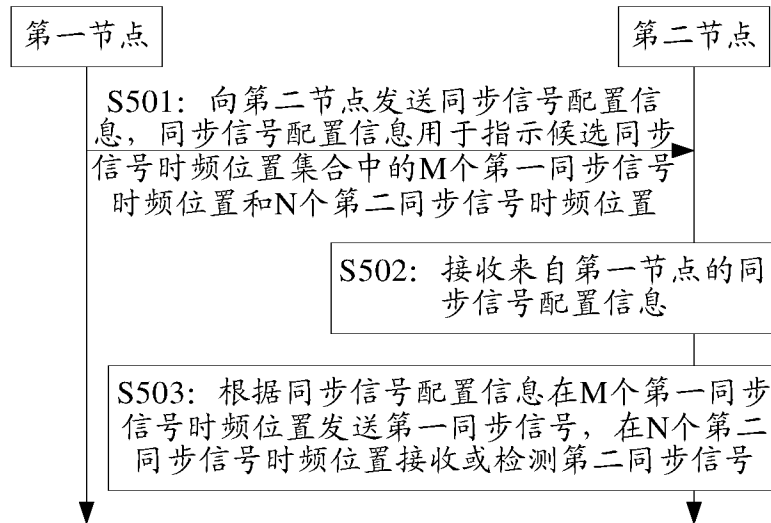 第一节点
第二节点
S501：向第二节点发送同步信号配置信
息，同步信号配置信息用于指示候选同步
信号时频位置集合中的M个第一同步信号
时频位置和N个第二同步信号时频位置
S502：接收来自第一节点的同
步信号配置信息
S503：根据同步信号配置信息在M个第一同步
信号时频位置发送第一同步信号，在N个第二
同步信号时频位置接收或检测第二同步信号